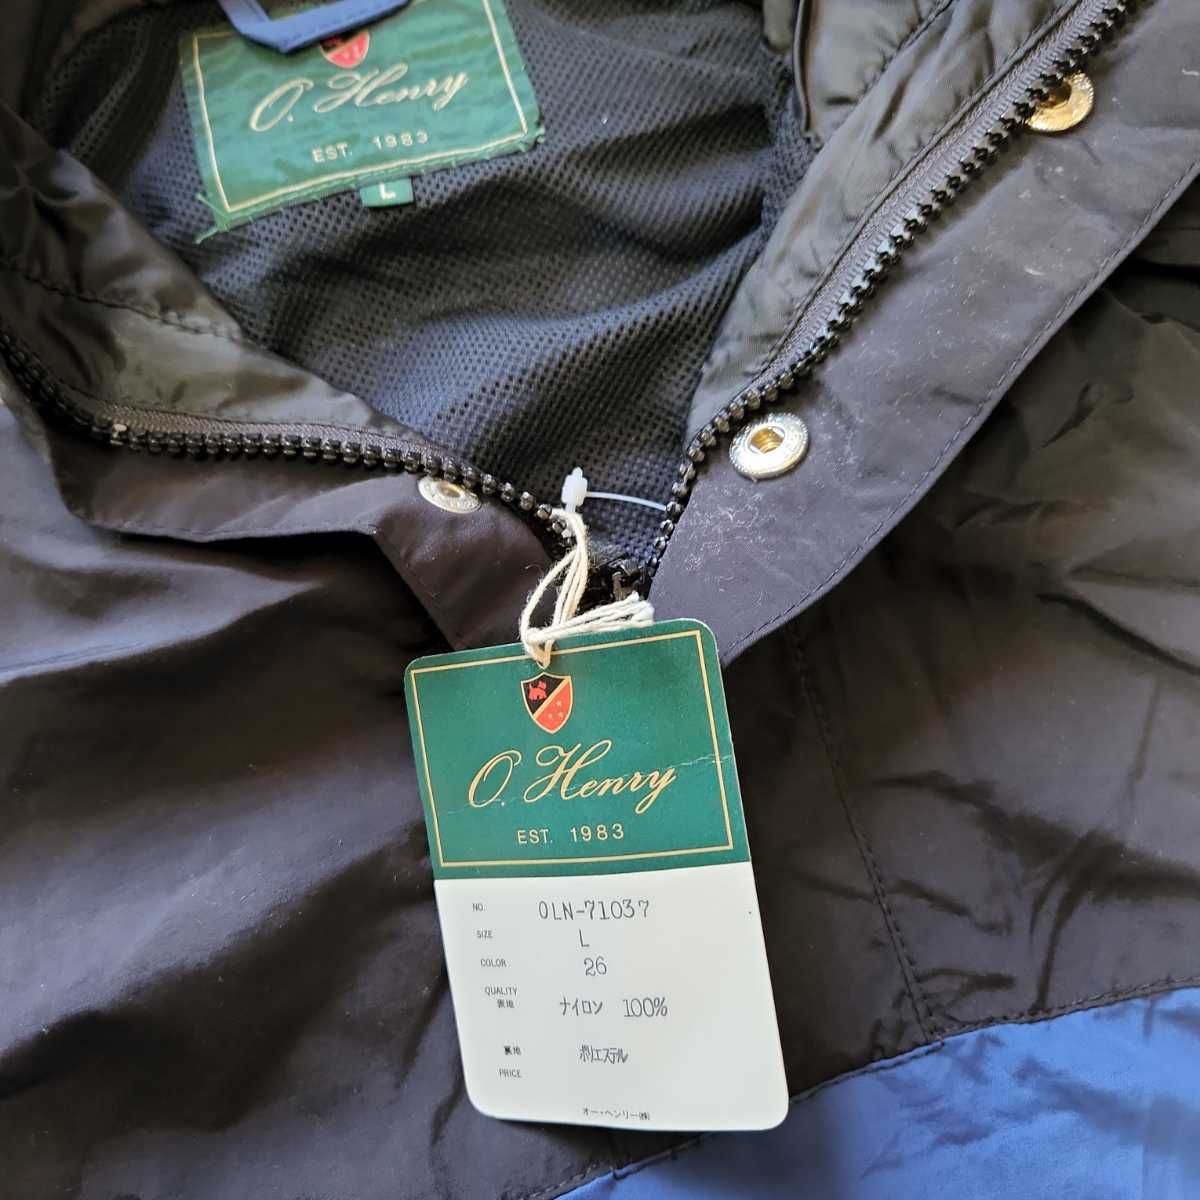 O. Henry
EST. 1983
L
O. Henry
EST. 1983
NO. OLN-71037
SIZE L
COLOR 26
QUALITY
表地 ナイロン 100%
裏地 ポリエステル
PRICE
オー・ヘンリー(株)